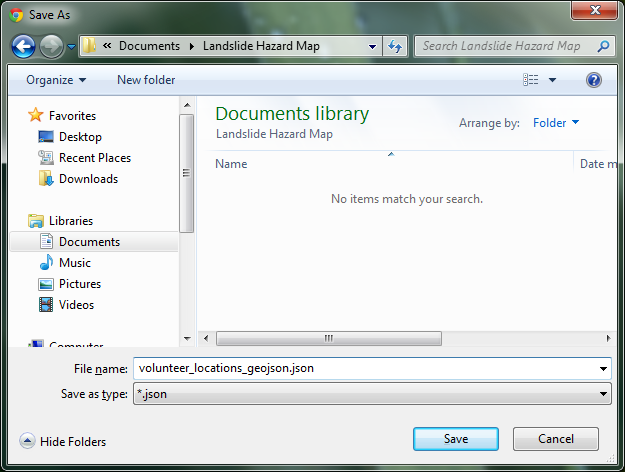 Save As
« Documents Landslide Hazard Map Search Landslide Hazard Map
Organize New folder
Favorites
Desktop
Recent Places
Downloads
Libraries
Documents
Music
Pictures
Videos
Computer
Documents library
Landslide Hazard Map
Arrange by: Folder
Name Date m
No items match your search.
File name: volunteer_locations_geojson.json
Save as type: *.json
Hide Folders Save Cancel